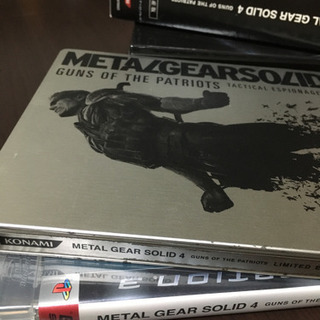 AL GEAR SOLID 4 GUNS OF THE PATRIOTS
METAL GEAR SOLID
GUNS OF THE PATRIOTS TACTICAL ESPIONAGE
KONAMI METAL GEAR SOLID 4 GUNS OF THE PATRIOTS LIMITED E
METAL GEAR SOLID 4 GUNS OF THE